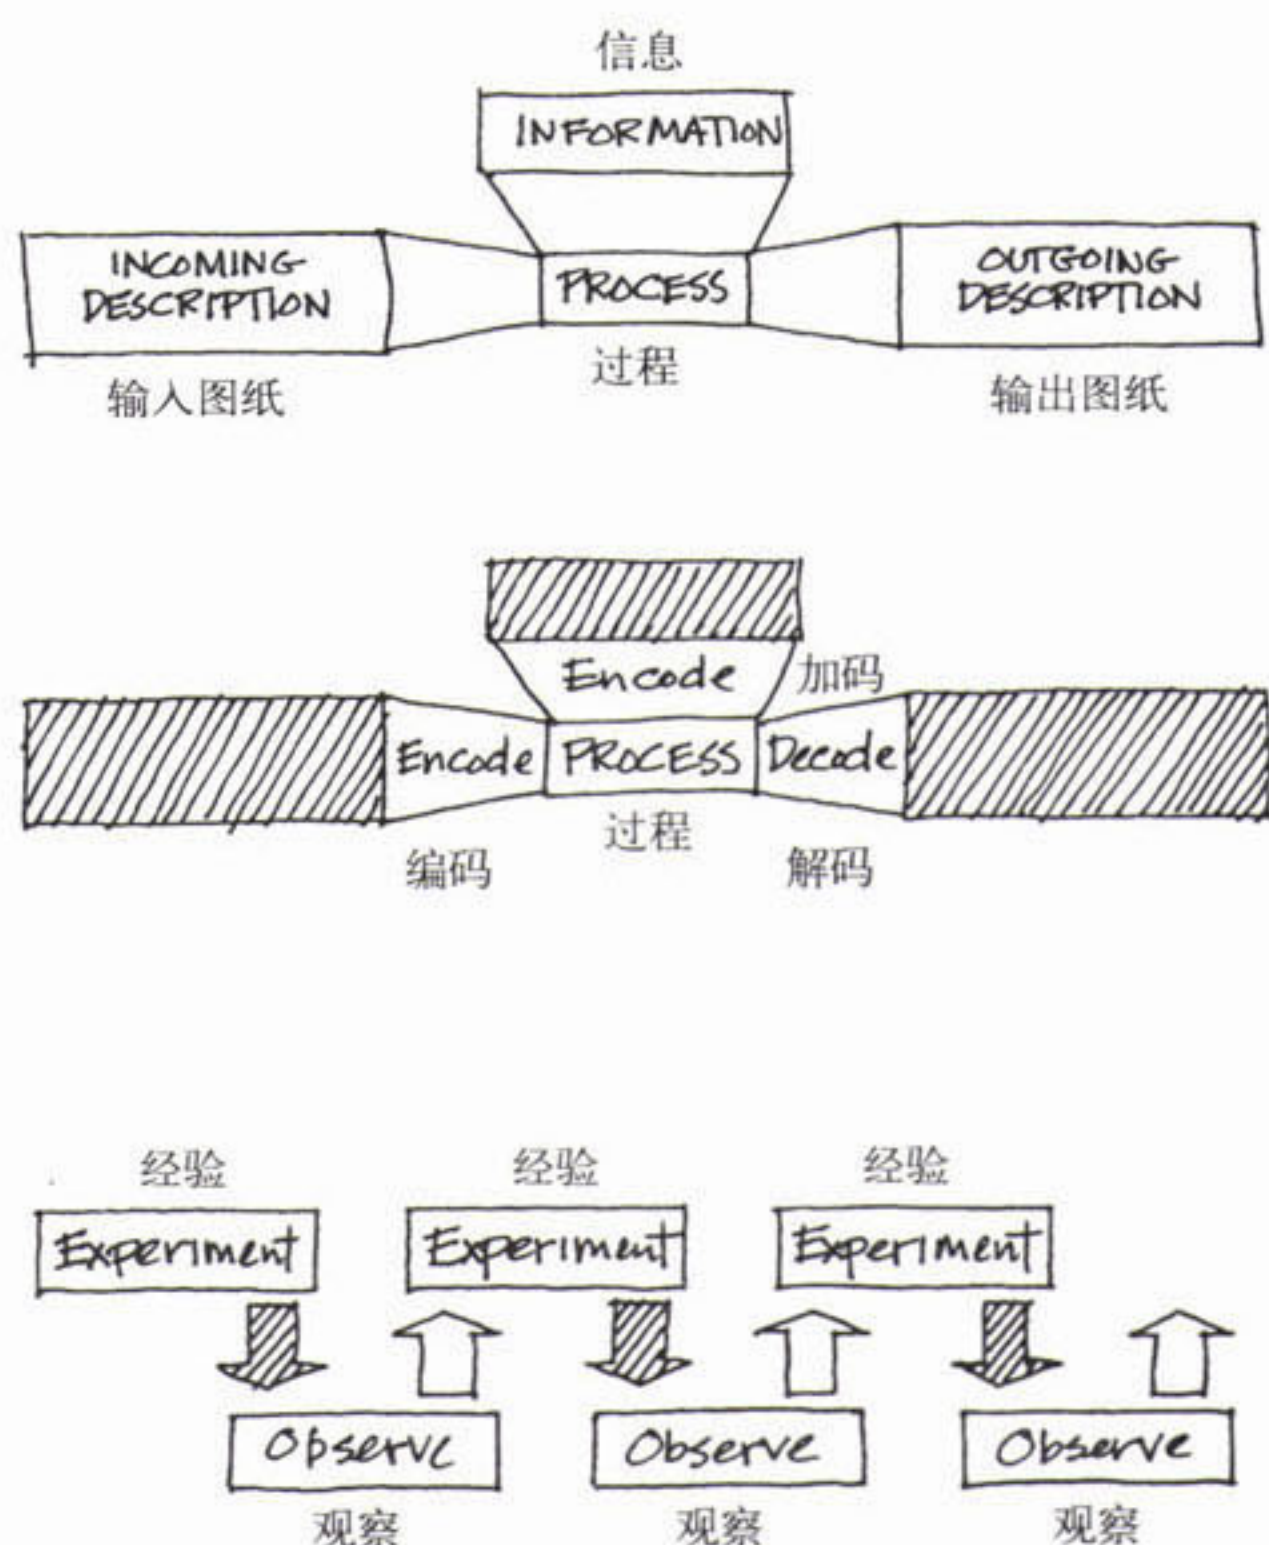 信息
INFORMATION
INCOMING
DESCRIPTION
PROCESS
OUTGOING
DESCRIPTION
输入图纸
过程
输出图纸
Encode
加码
Encode
PROCESS
Decode
编码
过程
解码
经验
经验
经验
Experiment
Experiment
Experiment
Observe
Observe
Observe
观察
观察
观察